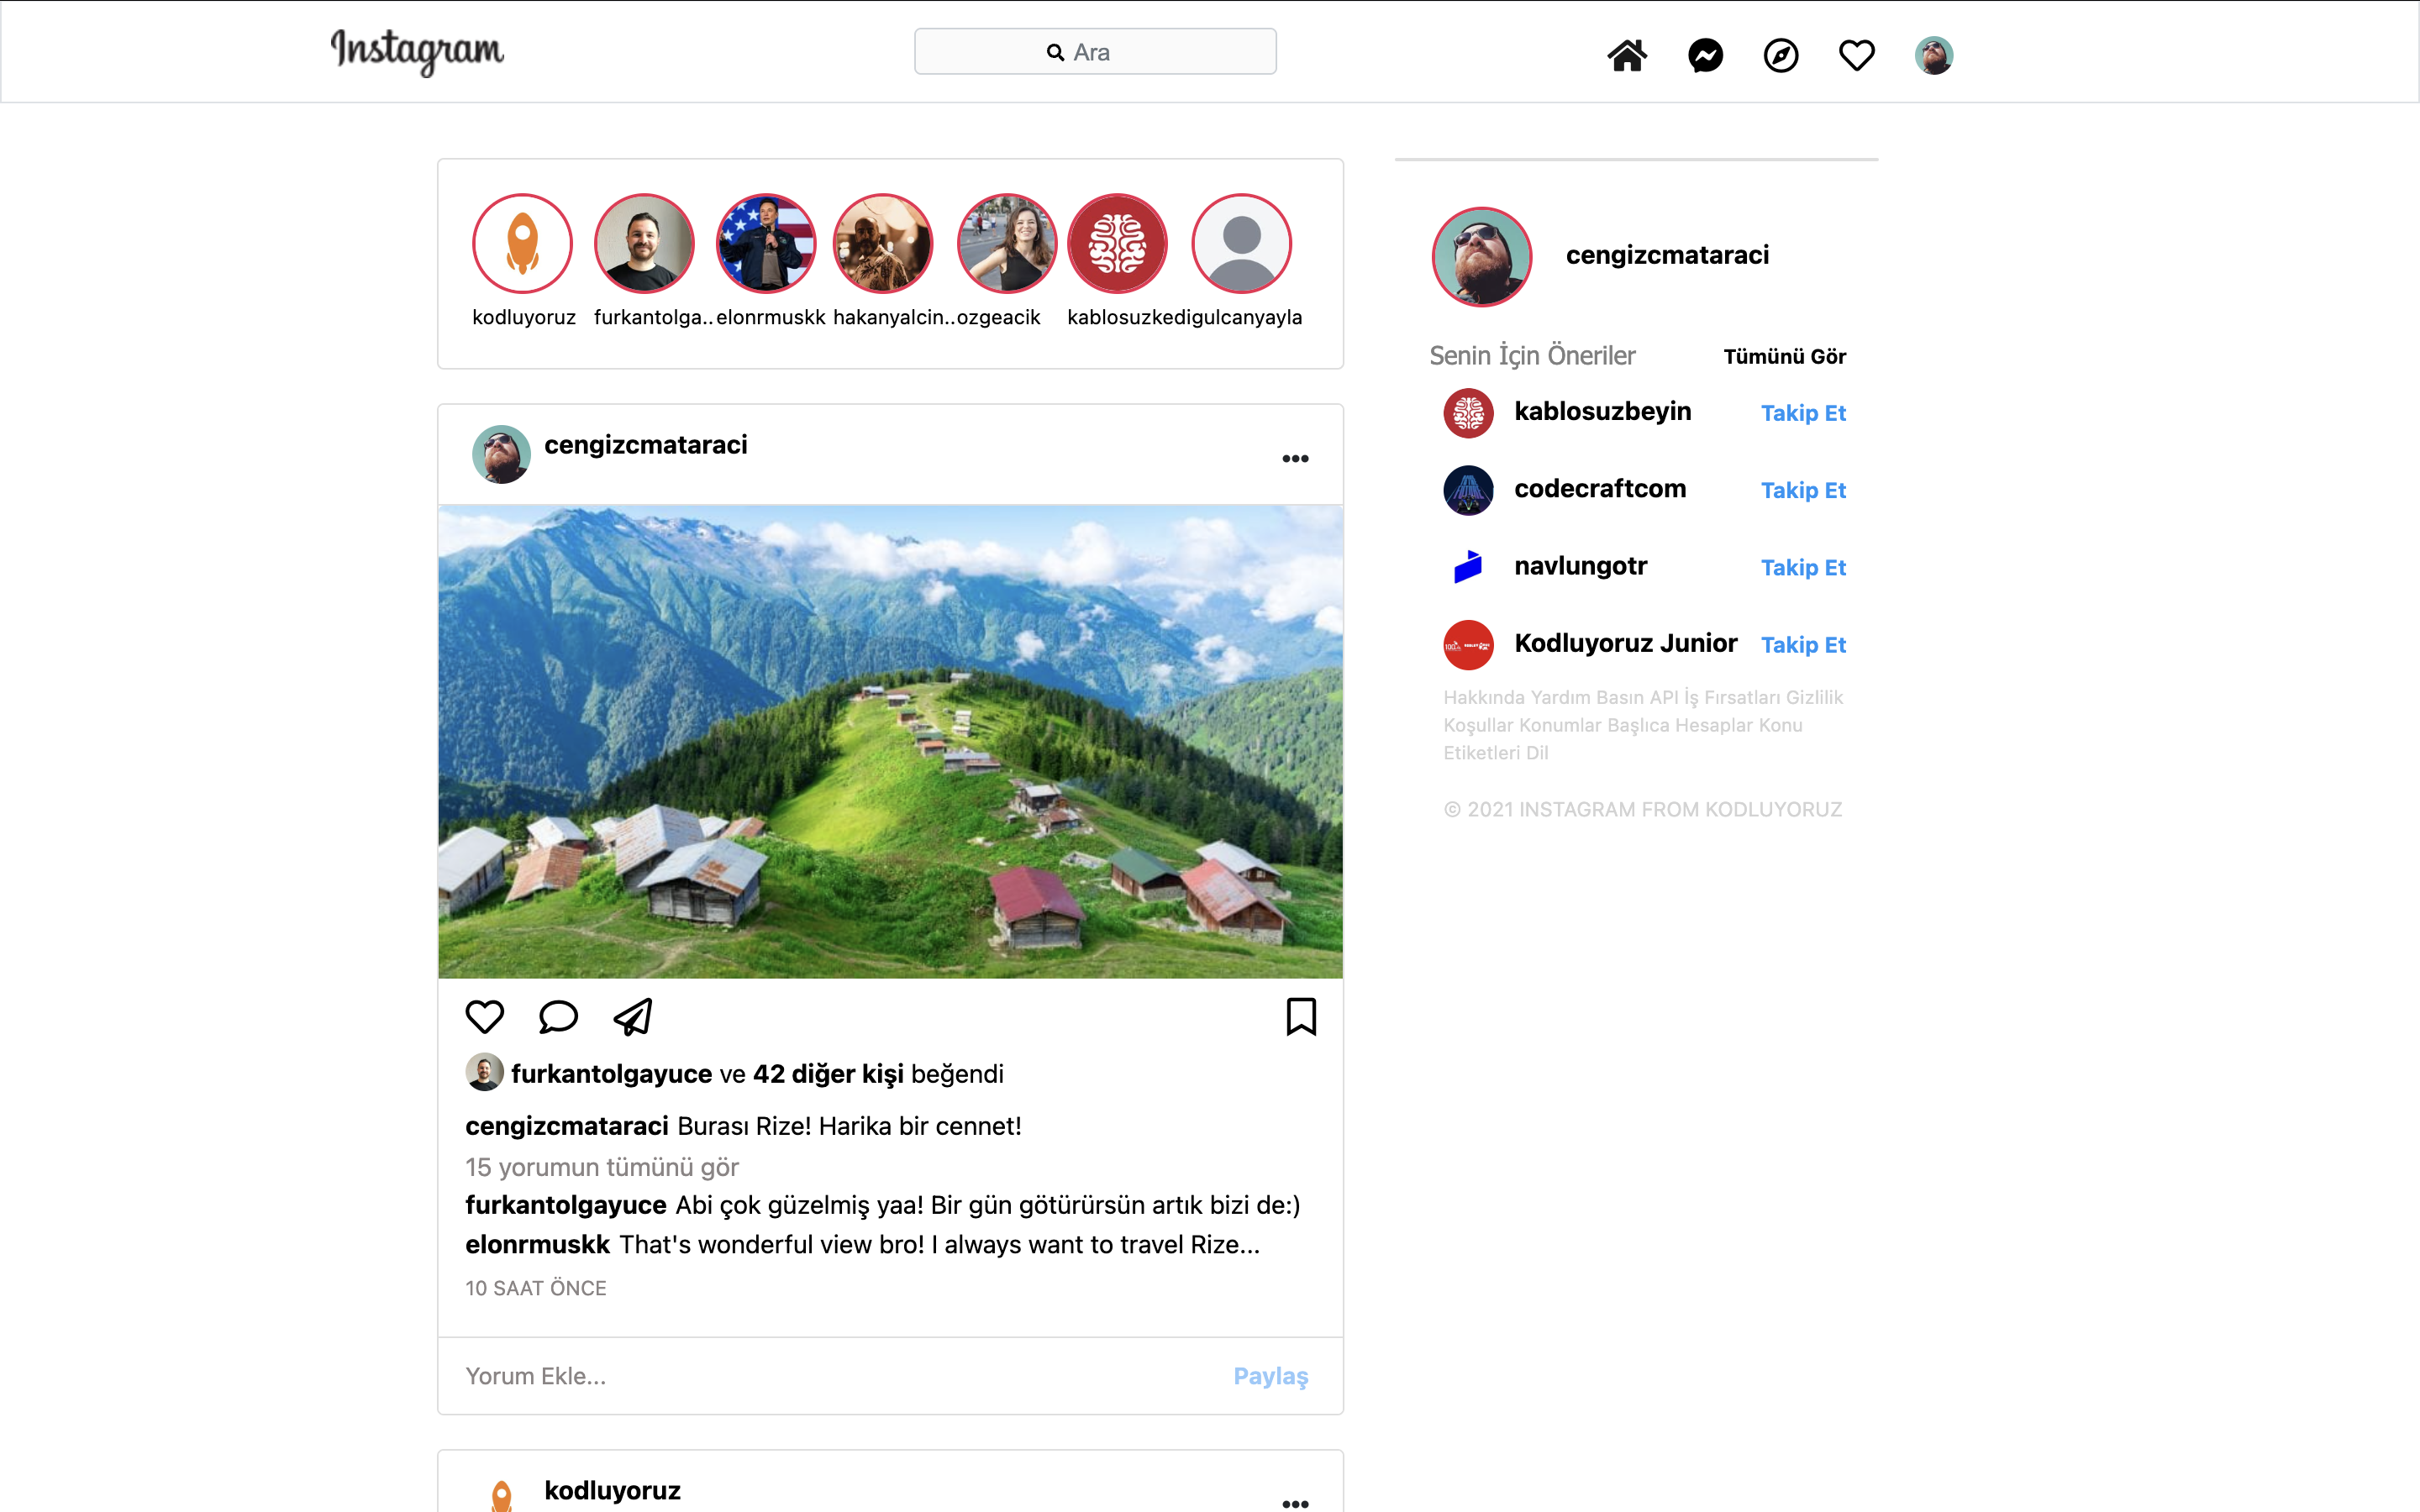 Instagram
Ara
kodluyoruz furkantolga.. elonrmuskk hakanyalcin.. ozgeacik kablosuzkedi gulcanyayla
cengizcmataraci
Senin İçin Öneriler Tümünü Gör
kablosuzbeyin Takip Et
codecraftcom Takip Et
navlungotr Takip Et
Kodluyoruz Junior Takip Et
Hakkında Yardım Basın API İş Fırsatları Gizlilik
Koşullar Konumlar Başlıca Hesaplar Konu
Etiketleri Dil
© 2021 INSTAGRAM FROM KODLUYORUZ
cengizcmataraci
furkantolgayuce ve 42 diğer kişi beğendi
cengizcmataraci Burası Rize! Harika bir cennet!
15 yorumun tümünü gör
furkantolgayuce Abi çok güzelmiş yaa! Bir gün götürürsün artık bizi de:)
elonrmuskk That's wonderful view bro! I always want to travel Rize...
10 SAAT ÖNCE
Yorum Ekle... Paylaş
kodluyoruz